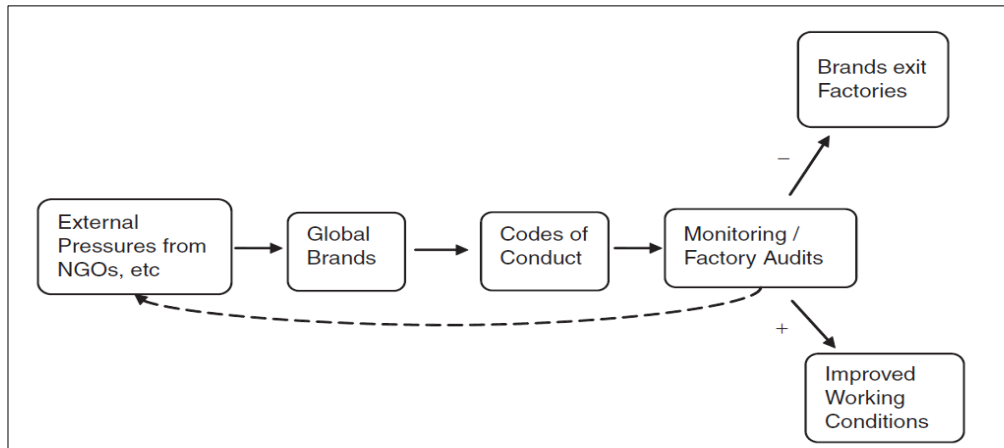 Brands exit
Factories
−
External
Pressures from
NGOs, etc
Global
Brands
Codes of
Conduct
Monitoring /
Factory Audits
+
Improved
Working
Conditions